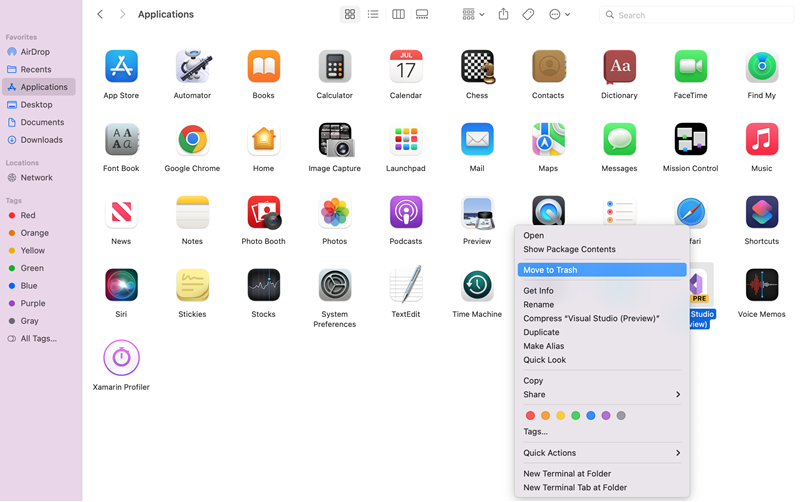 Applications
Search
Favorites
AirDrop
Recents
Applications
Desktop
Documents
Downloads
Locations
Network
Tags
Red
Orange
Yellow
Green
Blue
Purple
Gray
All Tags...
JUL
17
Aa
App Store
Automator
Books
Calculator
Calendar
Chess
Contacts
Dictionary
FaceTime
Find My
A A
A a
Font Book
Google Chrome
Home
Image Capture
Launchpad
Mail
Maps
Messages
Mission Control
Music
News
Notes
Photo Booth
Photos
Podcasts
Preview
fari
Shortcuts
Siri
Stickies
Stocks
System
Preferences
TextEdit
Time Machine
PRE
Studio
iew)
Voice Memos
Xamarin Profiler
Open
Show Package Contents
Move to Trash
Get Info
Rename
Compress “Visual Studio (Preview)”
Duplicate
Make Alias
Quick Look
Copy
Share
Tags...
Quick Actions
New Terminal at Folder
New Terminal Tab at Folder